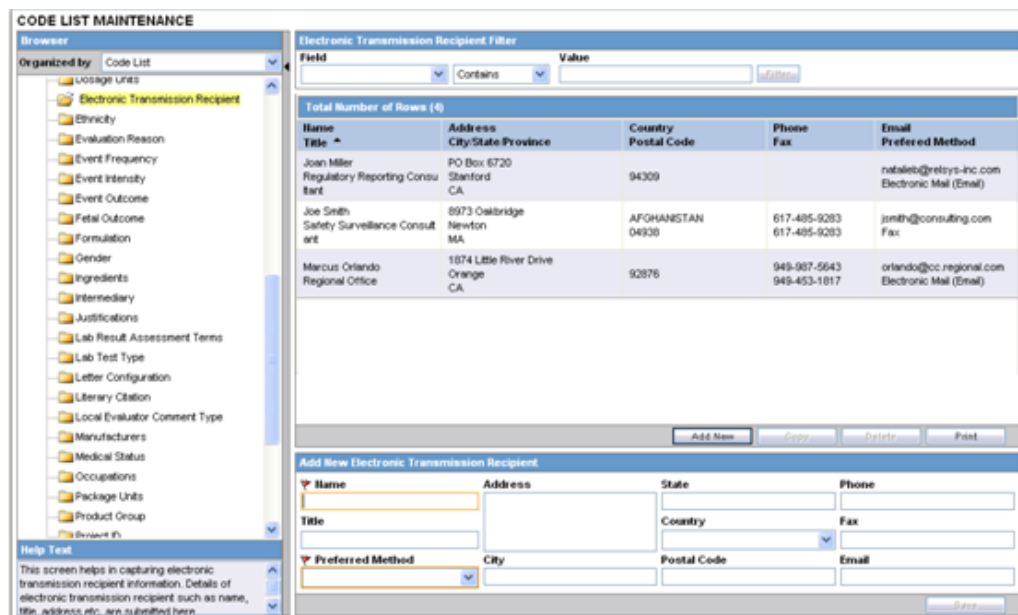 CODE LIST MAINTENANCE
Browser
Organized by Code List
Dosage Units
Electronic Transmission Recipient
Ethnicity
Evaluation Reason
Event Frequency
Event Intensity
Event Outcome
Fetal Outcome
Formulation
Gender
Ingredients
Intermediary
Justifications
Lab Result Assessment Terms
Lab Test Type
Letter Configuration
Literary Citation
Local Evaluator Comment Type
Manufacturers
Medical Status
Occupations
Package Units
Product Group
Project ID
Help Text
This screen helps in capturing electronic
transmission recipient information. Details of
electronic transmission recipient such as name,
title, address etc. are submitted here
Electronic Transmission Recipient Filter
Field Value
Contains Filter
Total Number of Rows (4)
Name Address Country Phone Email
Title City/State/Province Postal Code Fax Prefered Method
Joan Miller PO Box 6720 natalieb@relsys-inc.com
Regulatory Reporting Consu Stanford 94309 Electronic Mail (Email)
ltant CA
Joe Smith 8973 Oakbridge AFGHANISTAN 617-485-9283 jsmith@consulting.com
Safety Surveillance Consult Newton 04938 617-485-9283 Fax
ant MA
Marcus Orlando 1874 Little River Drive 949-987-5643 orlando@cc.regional.com
Regional Office Orange 92876 949-453-1817 Electronic Mail (Email)
CA
Add New Copy Delete Print
Add New Electronic Transmission Recipient
Name Address State Phone
Title Country Fax
Preferred Method City Postal Code Email
Save